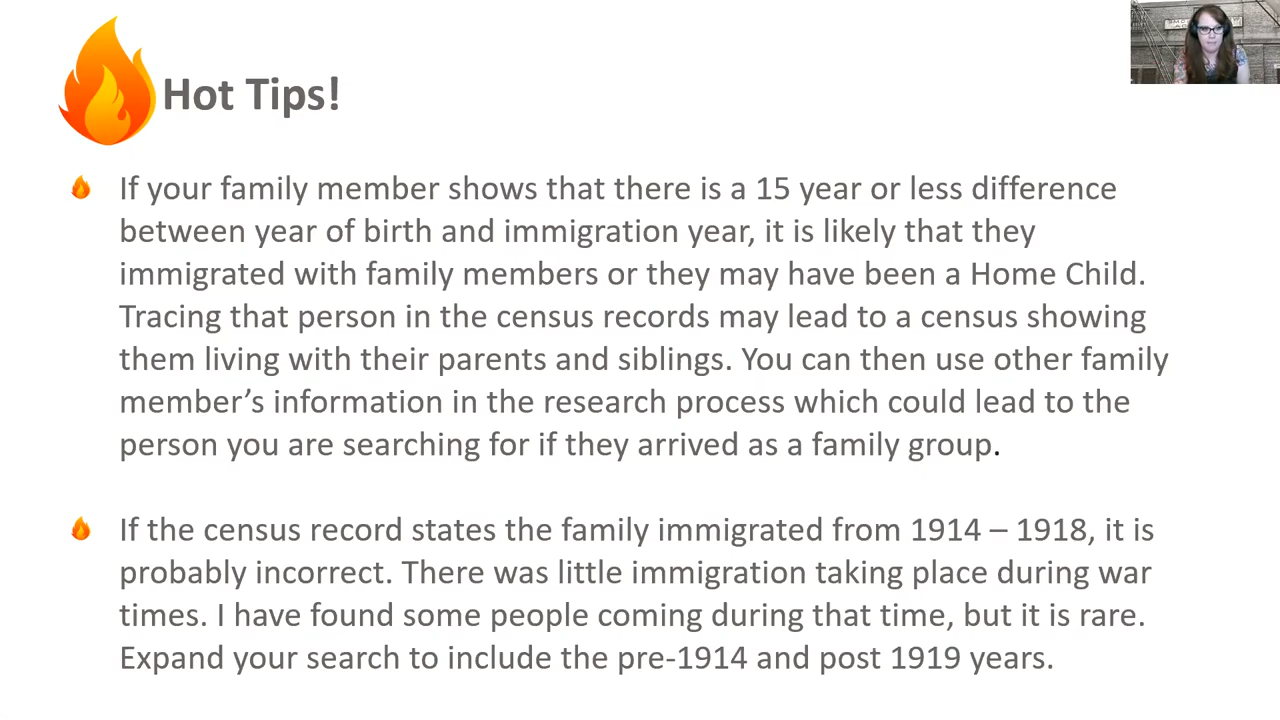 Hot Tips!
If your family member shows that there is a 15 year or less difference
between year of birth and immigration year, it is likely that they
immigrated with family members or they may have been a Home Child.
Tracing that person in the census records may lead to a census showing
them living with their parents and siblings. You can then use other family
member’s information in the research process which could lead to the
person you are searching for if they arrived as a family group.
If the census record states the family immigrated from 1914 – 1918, it is
probably incorrect. There was little immigration taking place during war
times. I have found some people coming during that time, but it is rare.
Expand your search to include the pre-1914 and post 1919 years.